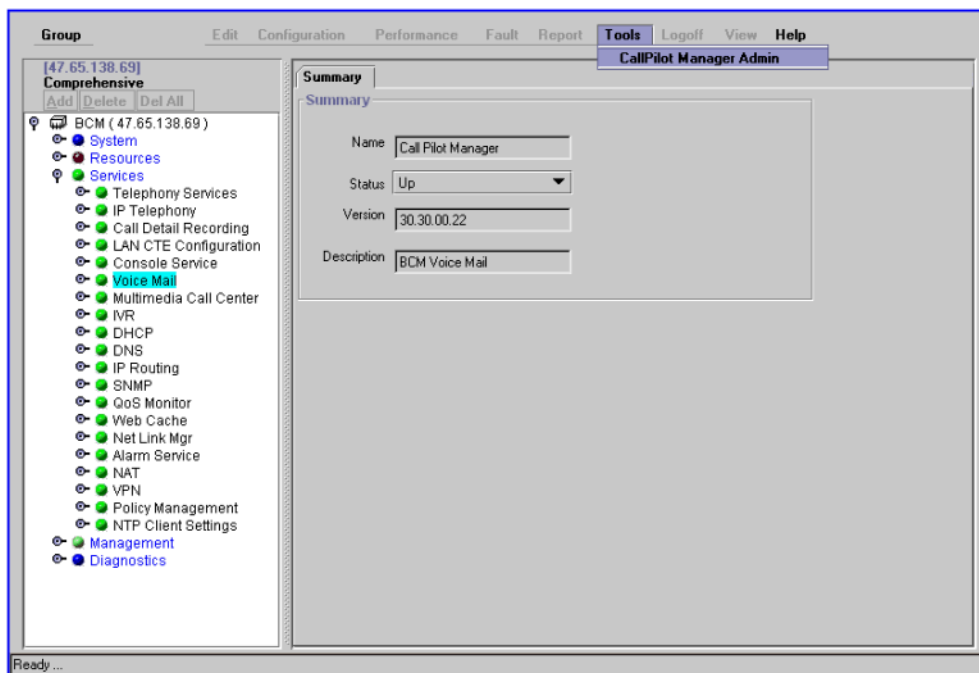 Group Edit Configuration Performance Fault Report Tools Logoff View Help
CallPilot Manager Admin
[47.65.138.69]
Comprehensive
Add Delete Del All
BCM ( 47.65.138.69 )
System
Resources
Services
Telephony Services
IP Telephony
Call Detail Recording
LAN CTE Configuration
Console Service
Voice Mail
Multimedia Call Center
IVR
DHCP
DNS
IP Routing
SNMP
QoS Monitor
Web Cache
Net Link Mgr
Alarm Service
NAT
VPN
Policy Management
NTP Client Settings
Management
Diagnostics
Summary
Summary
Name Call Pilot Manager
Status Up
Version 30.30.00.22
Description BCM Voice Mail
Ready ...